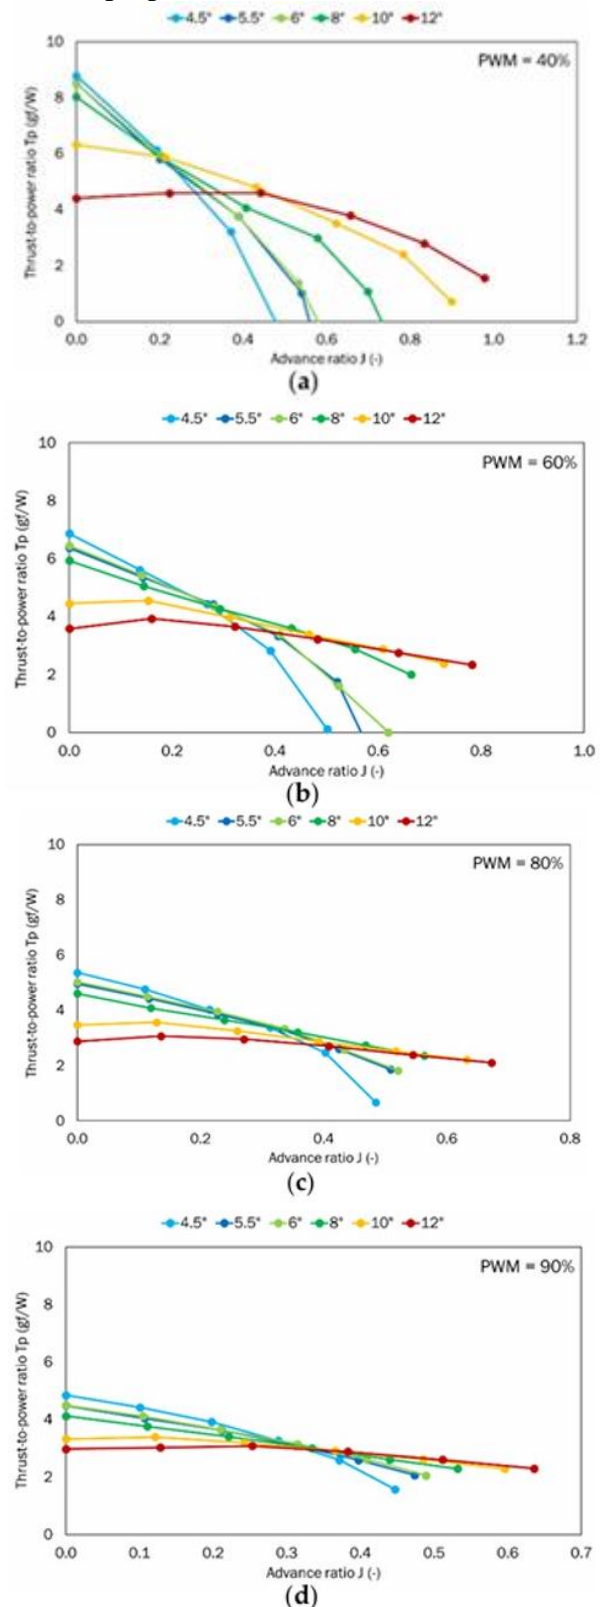 4.5" 5.5" 6" 8" 10" 12"
PWM = 40%
Thrust-to-power ratio Tp (gf/W)
10
8
6
4
2
0
0.0 0.2 0.4 0.6 0.8 1.0 1.2
Advance ratio J (-)
(a)
4.5" 5.5" 6" 8" 10" 12"
PWM = 60%
Thrust-to-power ratio Tp (gf/W)
10
8
6
4
2
0
0.0 0.2 0.4 0.6 0.8 1.0
Advance ratio J (-)
(b)
4.5" 5.5" 6" 8" 10" 12"
PWM = 80%
Thrust-to-power ratio Tp (gf/W)
10
8
6
4
2
0
0.0 0.2 0.4 0.6 0.8
Advance ratio J (-)
(c)
4.5" 5.5" 6" 8" 10" 12"
PWM = 90%
Thrust-to-power ratio Tp (gf/W)
10
8
6
4
2
0
0.0 0.1 0.2 0.3 0.4 0.5 0.6 0.7
Advance ratio J (-)
(d)